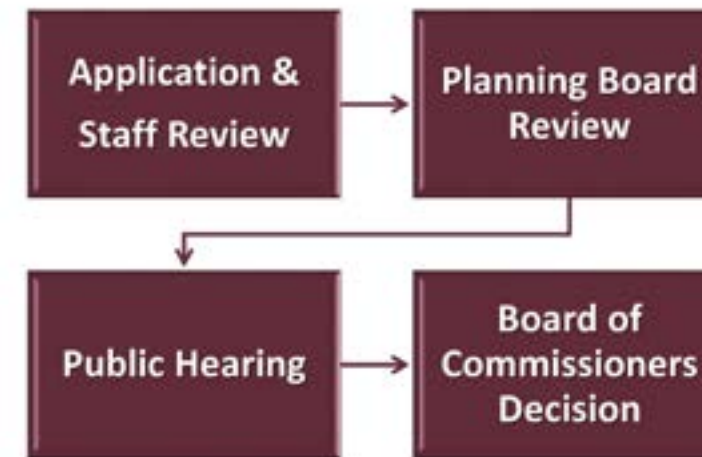 Application &
Staff Review
Planning Board
Review
Public Hearing
Board of
Commissioners
Decision